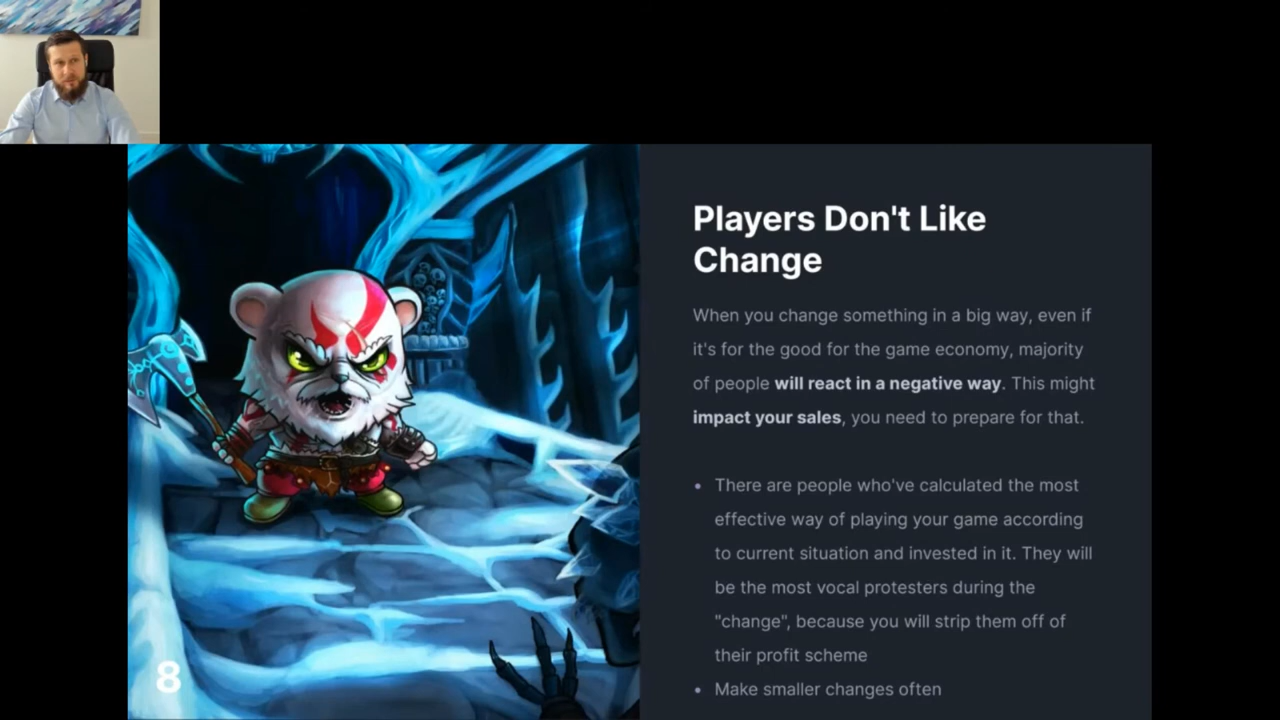 Players Don't Like
Change
When you change something in a big way, even if
it's for the good for the game economy, majority
of people will react in a negative way. This might
impact your sales, you need to prepare for that.
• There are people who've calculated the most
effective way of playing your game according
to current situation and invested in it. They will
be the most vocal protesters during the
"change", because you will strip them off of
their profit scheme
• Make smaller changes often
8